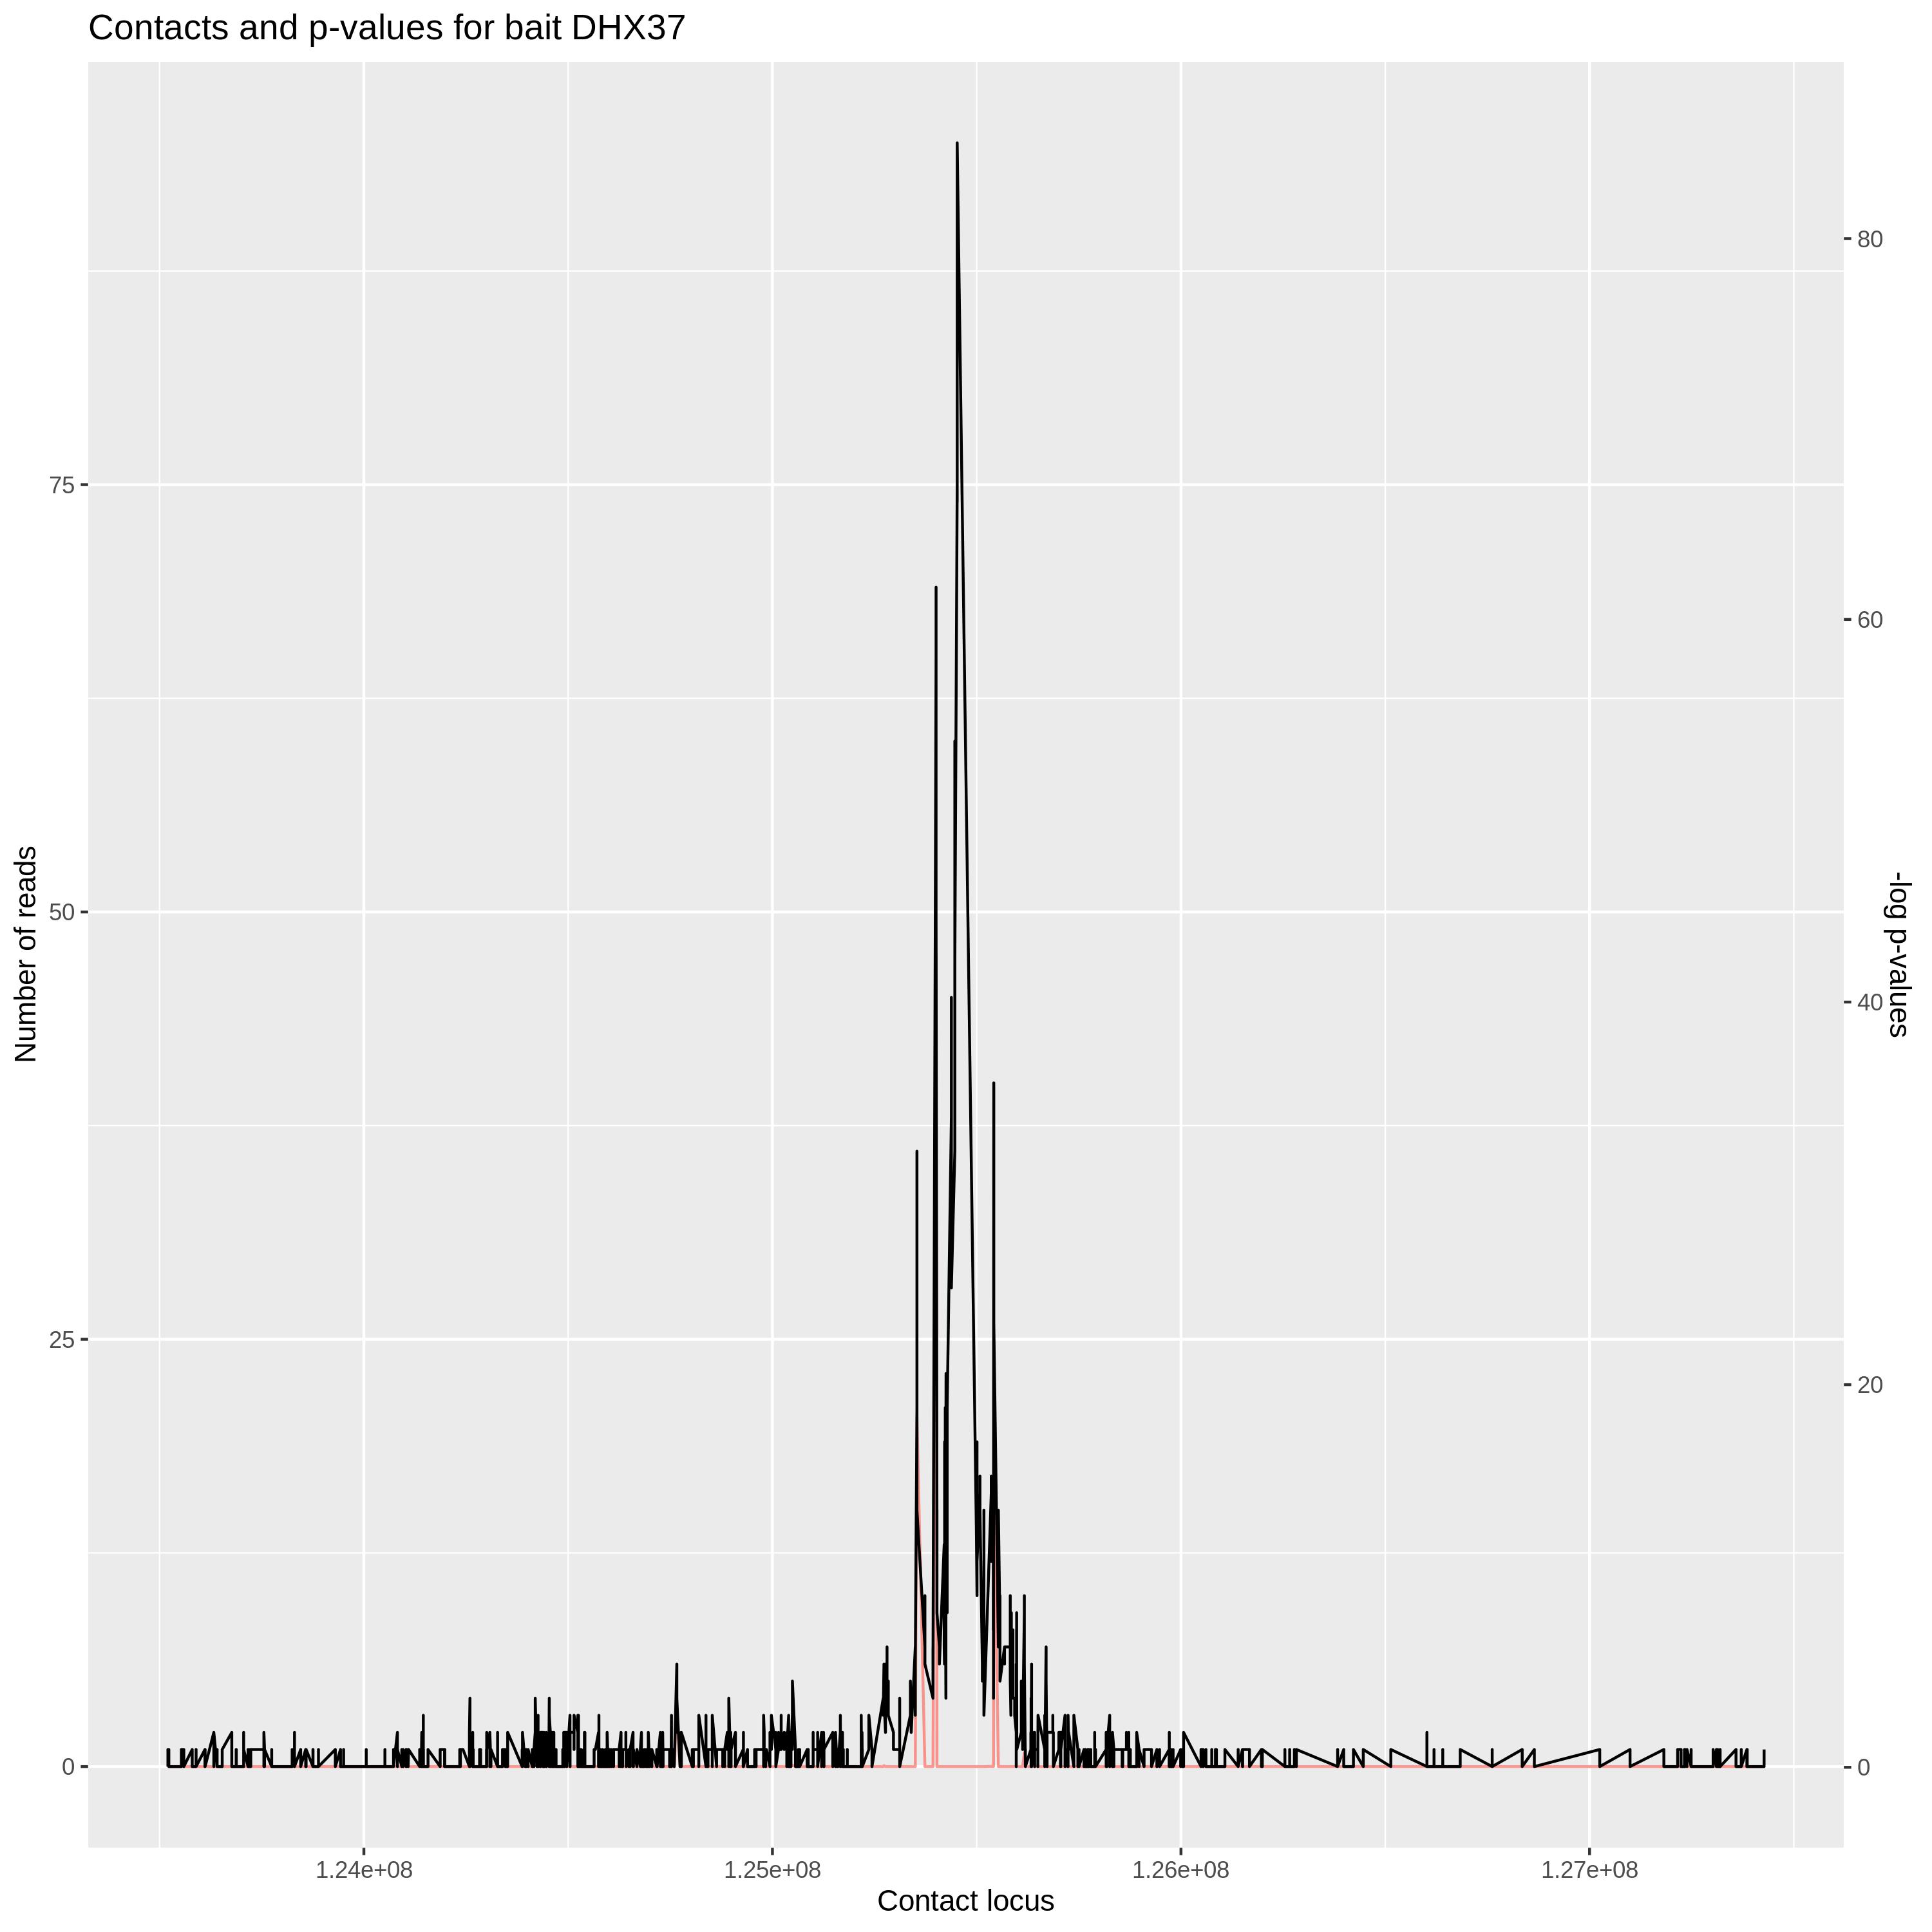 Contacts and p-values for bait DHX37
Number of reads
75
50
25
0
80
60
40
20
0
-log p-values
1.24e+08 1.25e+08 1.26e+08 1.27e+08
Contact locus